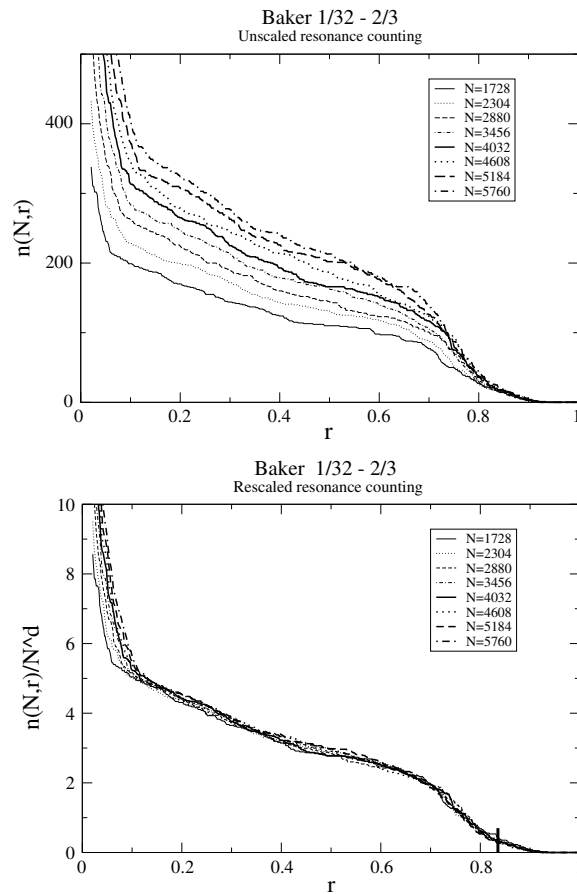 Baker 1/32 - 2/3
Unscaled resonance counting
n(N,r)
400
200
0
N=1728
N=2304
N=2880
N=3456
N=4032
N=4608
N=5184
N=5760
0 0.2 0.4 0.6 0.8 1
r
Baker 1/32 - 2/3
Rescaled resonance counting
n(N,r)/N^d
10
8
6
4
2
0
N=1728
N=2304
N=2880
N=3456
N=4032
N=4608
N=5184
N=5760
0 0.2 0.4 0.6 0.8
r